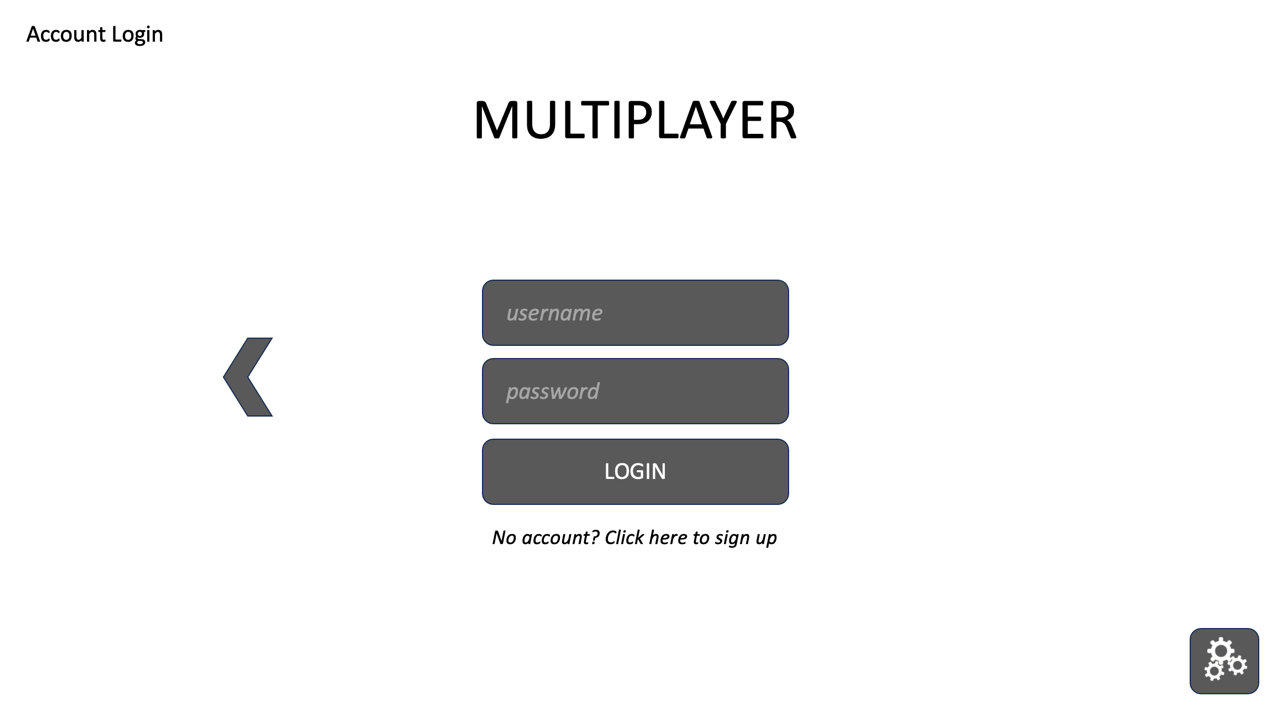 Account Login
MULTIPLAYER
username
password
LOGIN
No account? Click here to sign up